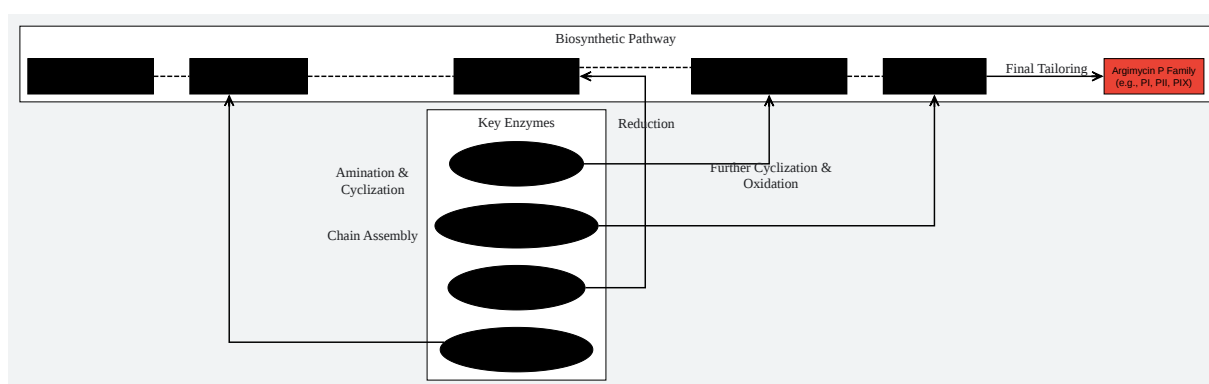 Biosynthetic Pathway
Final Tailoring
Argimycin P Family
(e.g., PI, PII, PIX)
Key Enzymes
Reduction
Amination &
Cyclization
Further Cyclization &
Oxidation
Chain Assembly